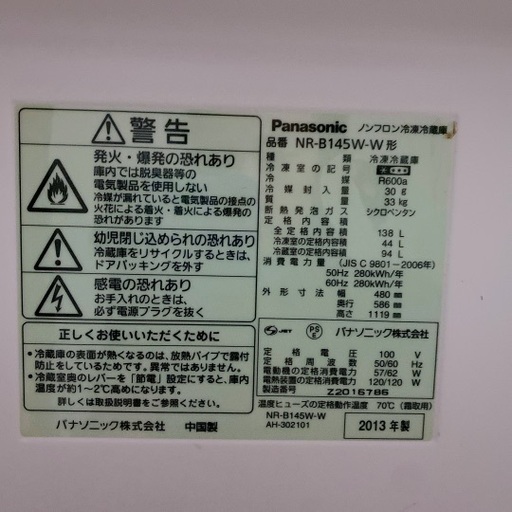 警告
発火・爆発の恐れあり
庫内では脱臭器等の
電気製品を使用しない
冷媒が漏れていると電気製品の接点の
火花による着火・着火による爆発の
恐れがあります
幼児閉じ込められの恐れあり
冷蔵庫をリサイクルするときは、
ドアパッキングを外す
感電の恐れあり
お手入れのときは、
必ず電源プラグを抜く
正しくお使いいただくために
・冷蔵庫の表面が熱くなるのは、放熱パイプで露付
防止をしているためです。異常ではありません。
・冷蔵室奥のレバーを「節電」設定にすると、庫内
温度が約1~2℃高めになります。
詳しくは取扱説明書をご参照ください。
パナソニック株式会社 中国製
Panasonic ノンフロン冷凍冷蔵庫
品番 NR-B145W-W形
種類 冷凍冷蔵庫
冷凍室の記号 ＊***
冷媒 R600a
冷媒封入量 30 g
質量 33 kg
断熱発泡ガス シクロペンタン
定格内容積
全定格内容積 138 L
冷凍室の定格内容積 44 L
冷蔵室の定格内容積 94 L
消費電力量 (JIS C 9801-2006年)
50Hz 280kWh/年
60Hz 280kWh/年
外形寸法 幅 480 mm
奥行 586 mm
高さ 1119 mm
S-JET PS E パナソニック株式会社
定格電圧 100 V
定格周波数 50/60 Hz
電動機の定格消費電力 57/62 W
電熱装置の定格消費電力 120/120 W
製造番号 Z2016786
温度ヒューズの定格動作温度 70℃ (霜取用)
NR-B145W-W
AH-302101 2013年製